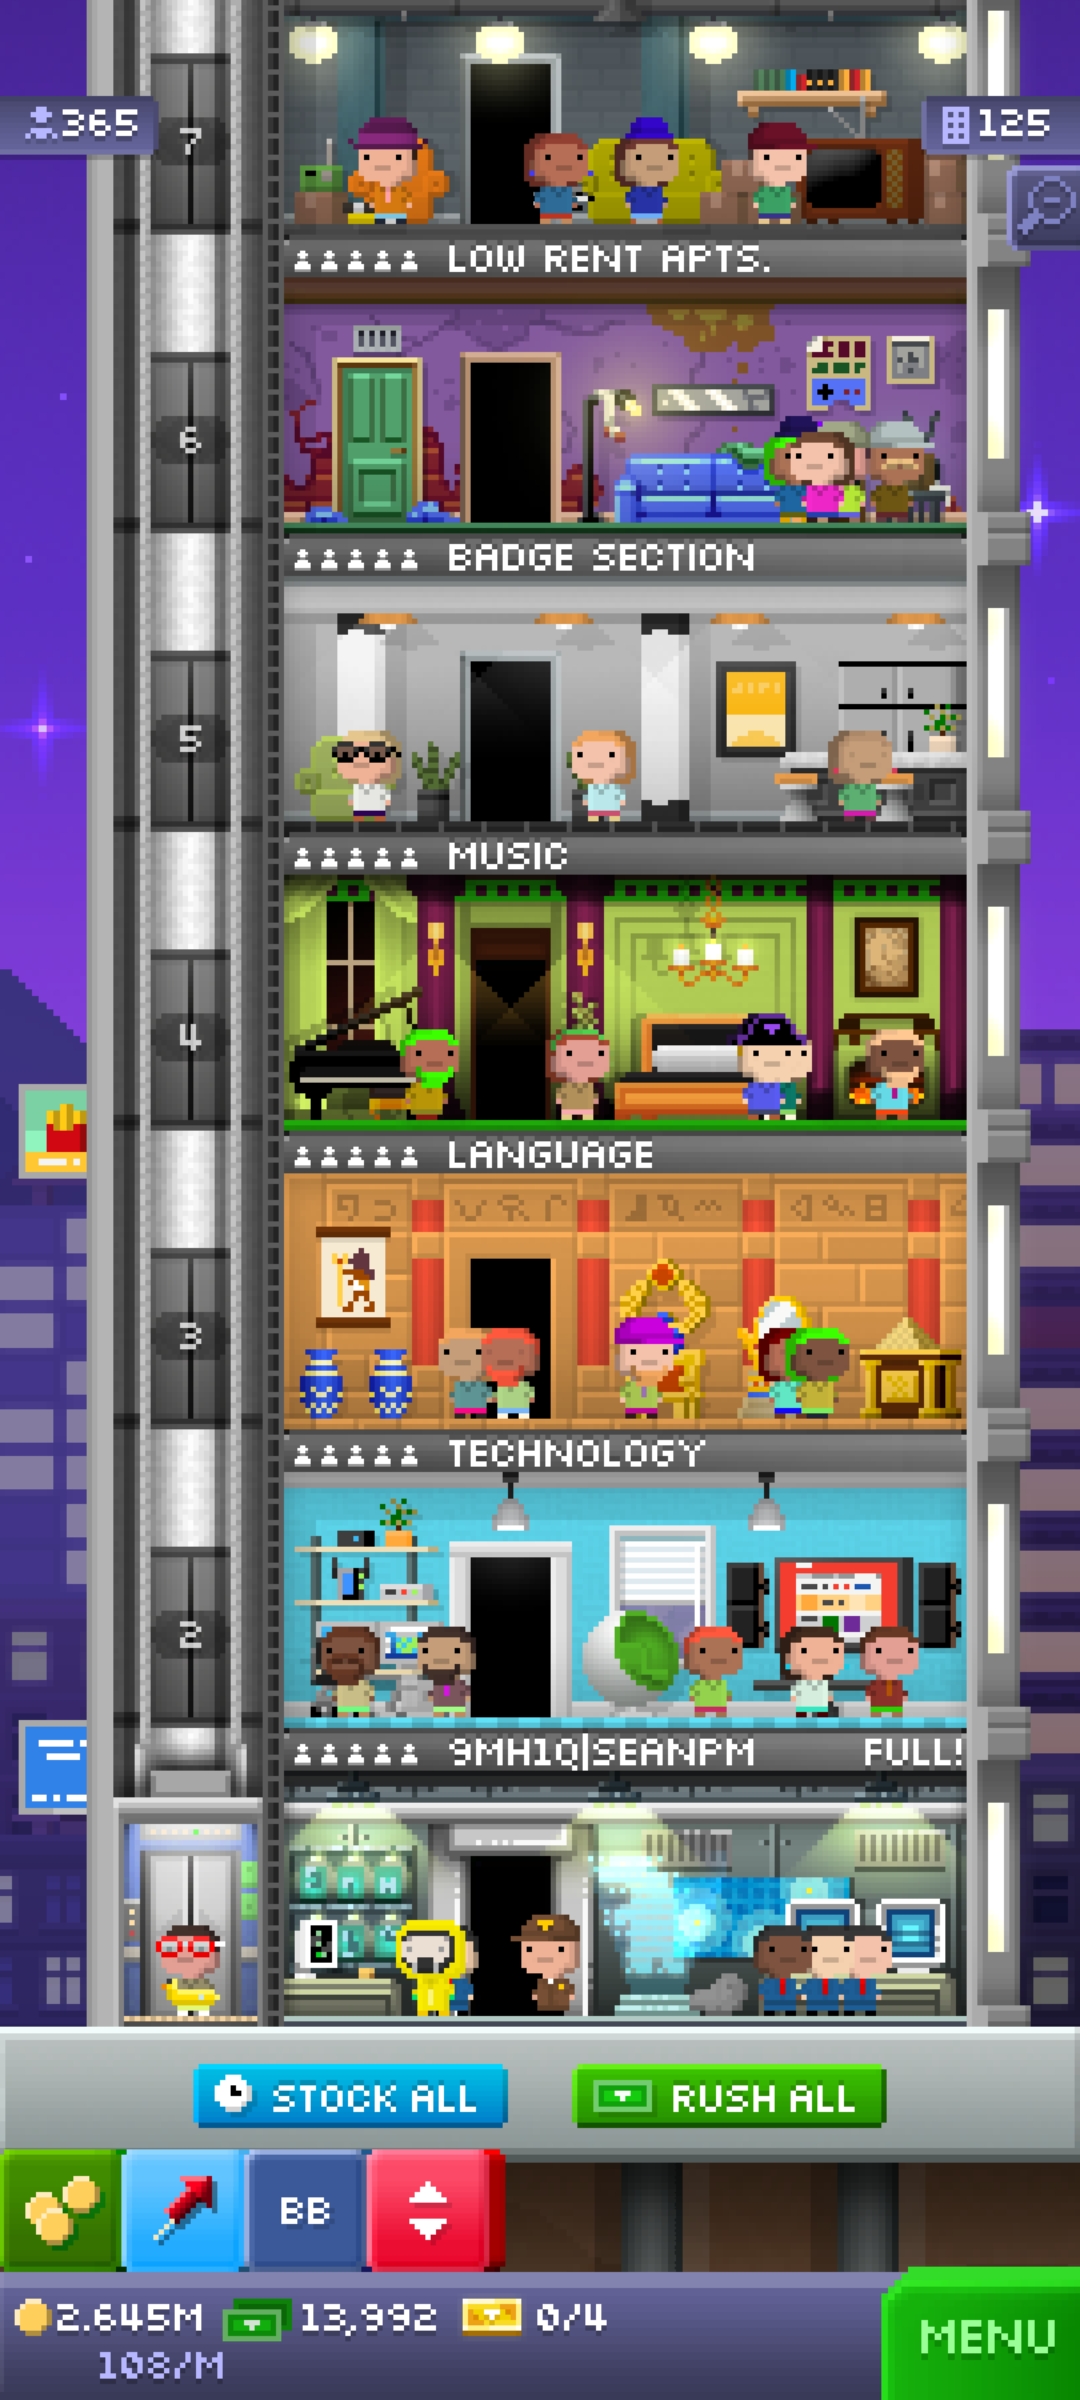 365
125
7
LOW RENT APTS.
6
BADGE SECTION
5
MUSIC
4
LANGUAGE
3
TECHNOLOGY
2
9MH1Q|SEANPM FULL!
STOCK ALL
RUSH ALL
BB
2.645M
13,992
0/4
108/M
MENU